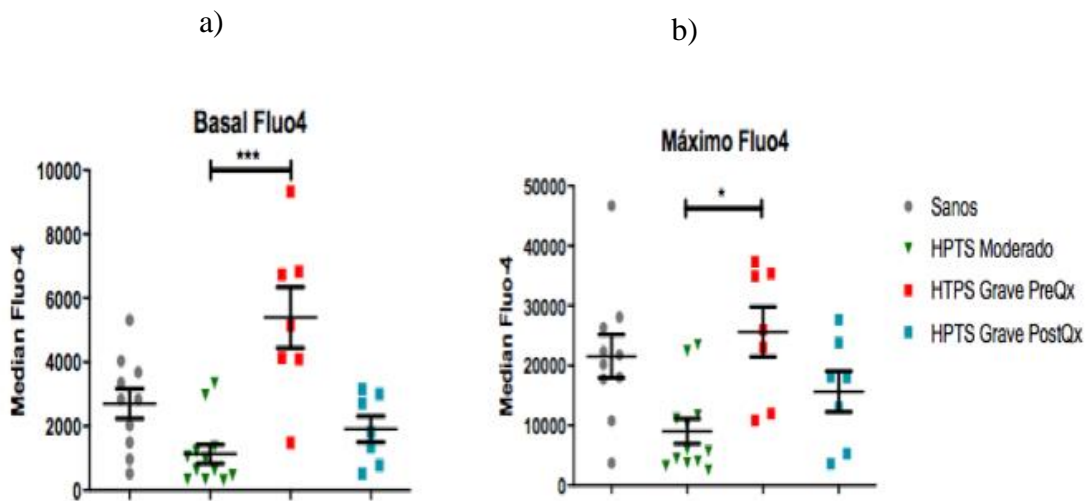 a)
b)
Basal Fluo4
***
10000
8000
6000
4000
2000
0
Median Fluo-4
Máximo Fluo4
*
50000
40000
30000
20000
10000
0
Median Fluo-4
Sanos
HPTS Moderado
HTPS Grave PreQx
HPTS Grave PostQx